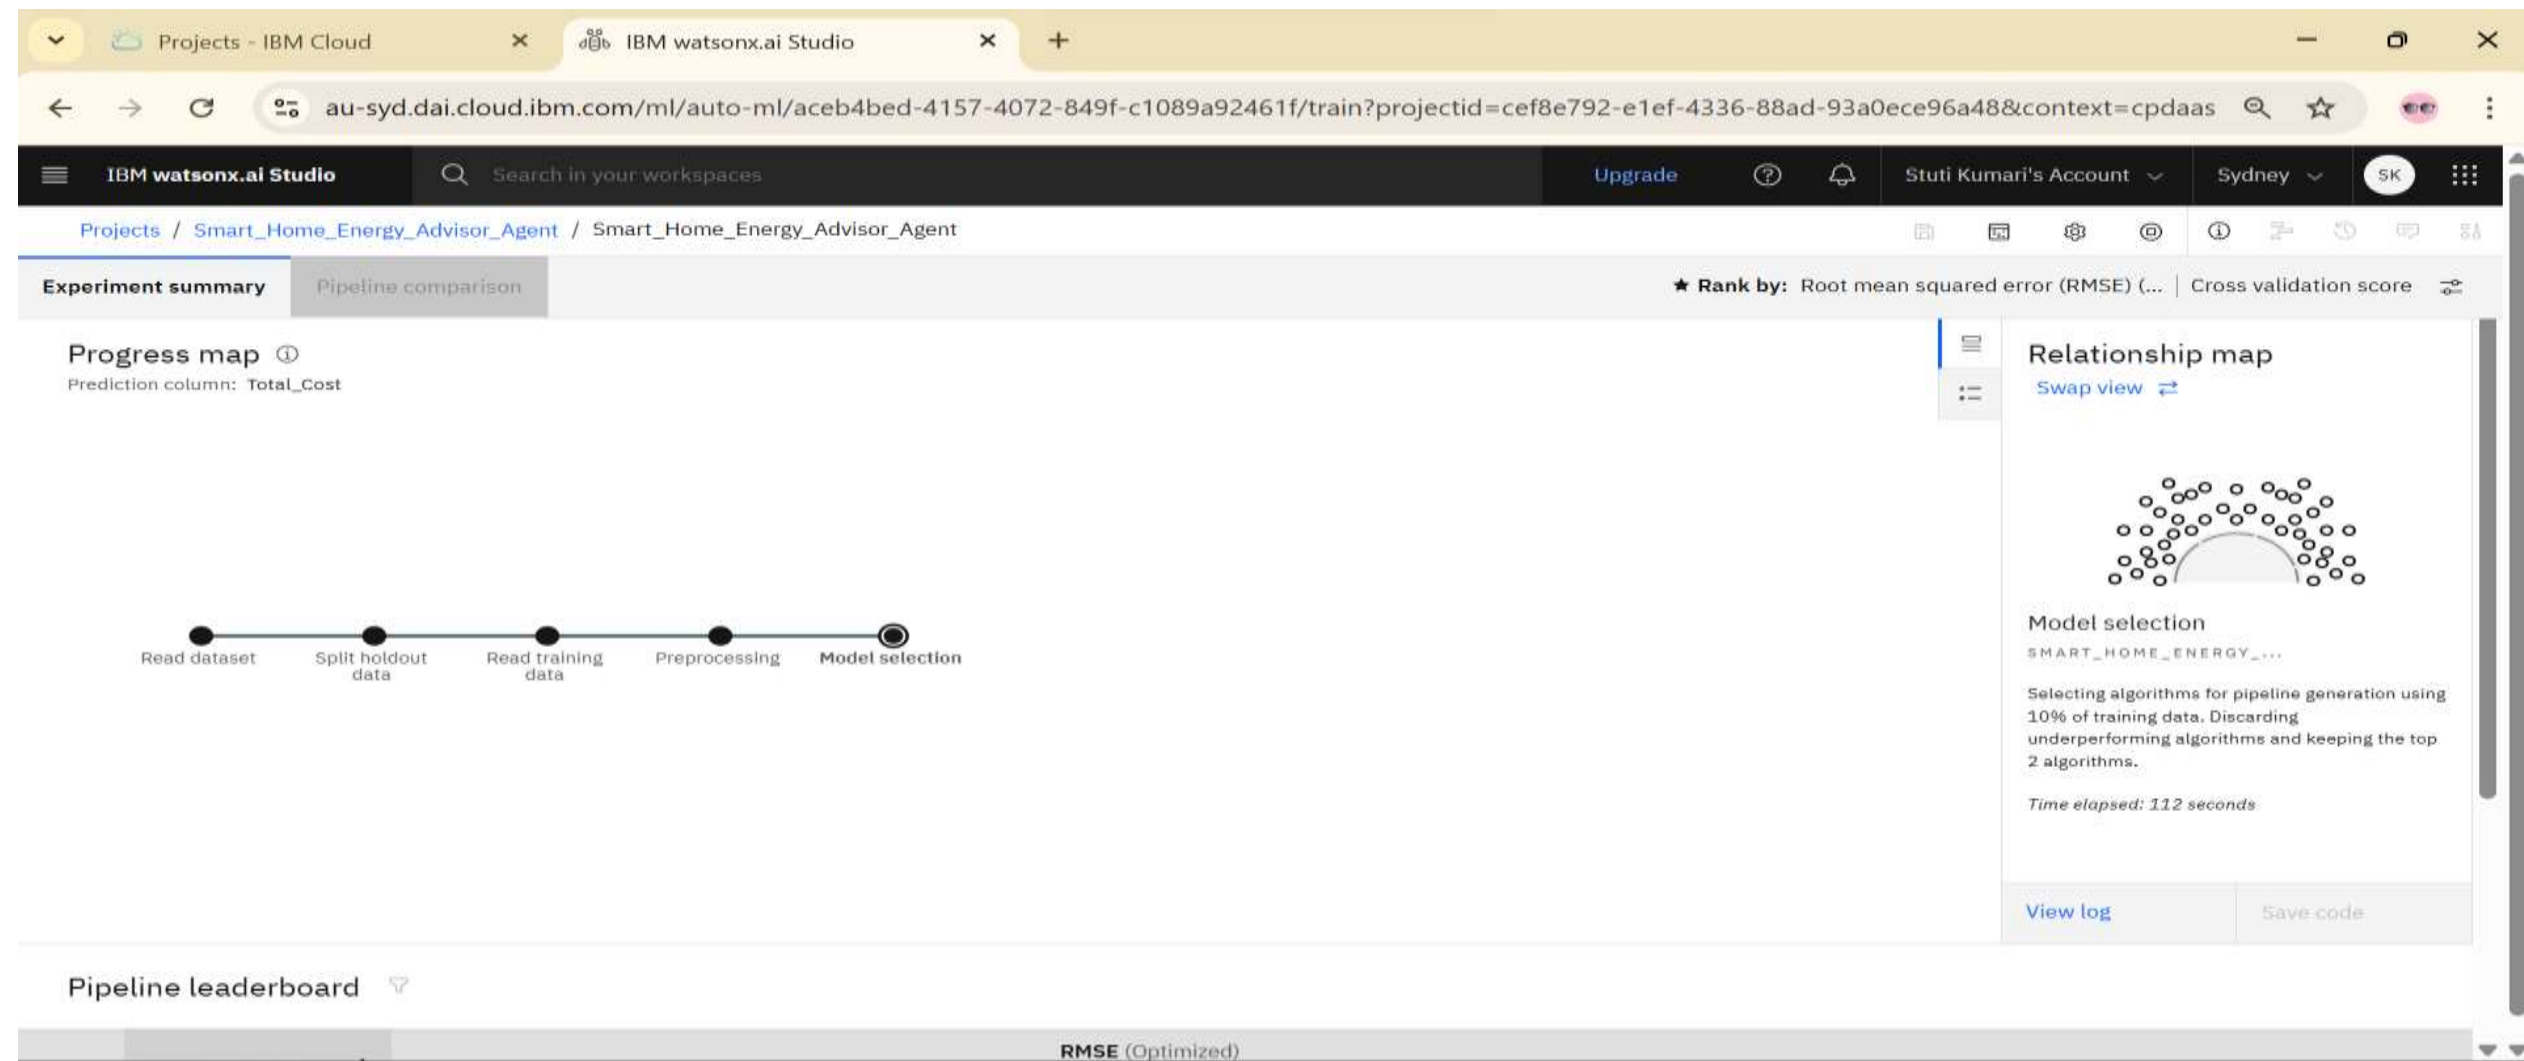 Projects - IBM Cloud
IBM watsonx.ai Studio
au-syd.dai.cloud.ibm.com/ml/auto-ml/aceb4bed-4157-4072-849f-c1089a92461f/train?projectid=cef8e792-e1ef-4336-88ad-93a0ece96a48&context=cpdaas
IBM watsonx.ai Studio
Search in your workspaces
Upgrade
Stuti Kumari's Account
Sydney
SK
Projects / Smart_Home_Energy_Advisor_Agent / Smart_Home_Energy_Advisor_Agent
Experiment summary
Pipeline comparison
★ Rank by: Root mean squared error (RMSE) (... | Cross validation score
Progress map
Prediction column: Total_Cost
Read dataset
Split holdout
data
Read training
data
Preprocessing
Model selection
Relationship map
Swap view
Model selection
SMART_HOME_ENERGY_...
Selecting algorithms for pipeline generation using
10% of training data. Discarding
underperforming algorithms and keeping the top
2 algorithms.
Time elapsed: 112 seconds
View log
Save code
Pipeline leaderboard
RMSE (Optimized)